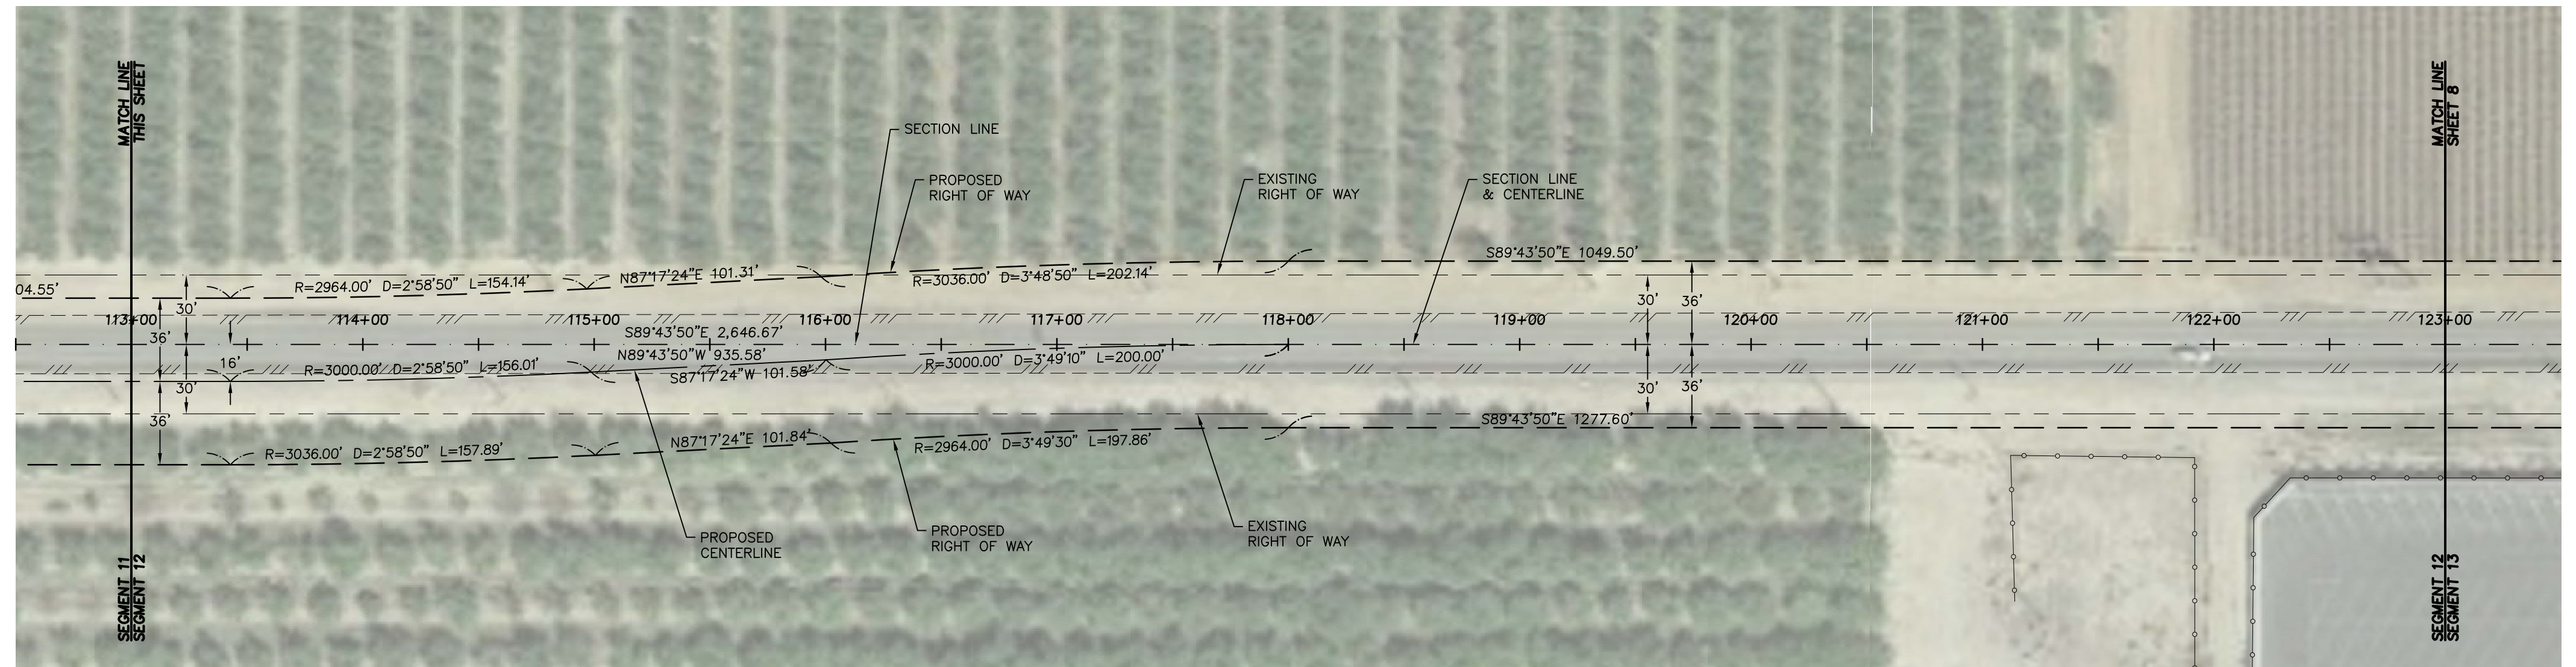 MATCH LINE
THIS SHEET
MATCH LINE
SHEET 8
SECTION LINE
PROPOSED
RIGHT OF WAY
EXISTING
RIGHT OF WAY
SECTION LINE
& CENTERLINE
S89°43'50"E 1049.50'
04.55'
R=2964.00' D=2°58'50" L=154.14'
N87°17'24"E 101.31'
R=3036.00' D=3°48'50" L=202.14'
30'
30'
36'
113+00
114+00
115+00
116+00
117+00
118+00
119+00
120+00
121+00
122+00
123+00
36'
S89°43'50"E 2,646.67'
N89°43'50"W 935.58'
16'
R=3000.00' D=2°58'50" L=156.01'
S87°17'24"W 101.58'
R=3000.00' D=3°49'10" L=200.00'
30'
30'
36'
36'
S89°43'50"E 1277.60'
R=3036.00' D=2°58'50" L=157.89'
N87°17'24"E 101.84'
R=2964.00' D=3°49'30" L=197.86'
PROPOSED
CENTERLINE
PROPOSED
RIGHT OF WAY
EXISTING
RIGHT OF WAY
SEGMENT 11
SEGMENT 12
SEGMENT 12
SEGMENT 13